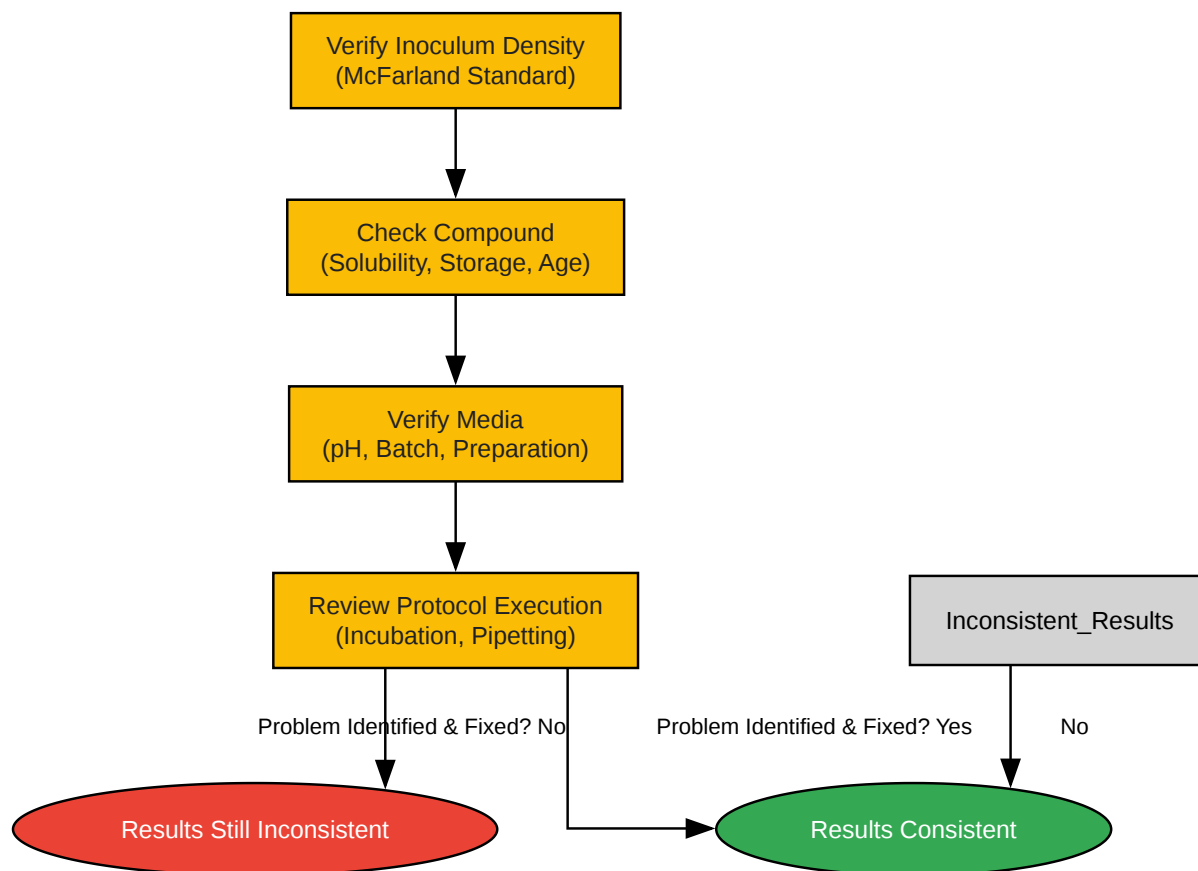 Verify Inoculum Density
(McFarland Standard)
Check Compound
(Solubility, Storage, Age)
Verify Media
(pH, Batch, Preparation)
Review Protocol Execution
(Incubation, Pipetting)
Inconsistent_Results
Problem Identified & Fixed? No
Problem Identified & Fixed? Yes
No
Results Still Inconsistent
Results Consistent